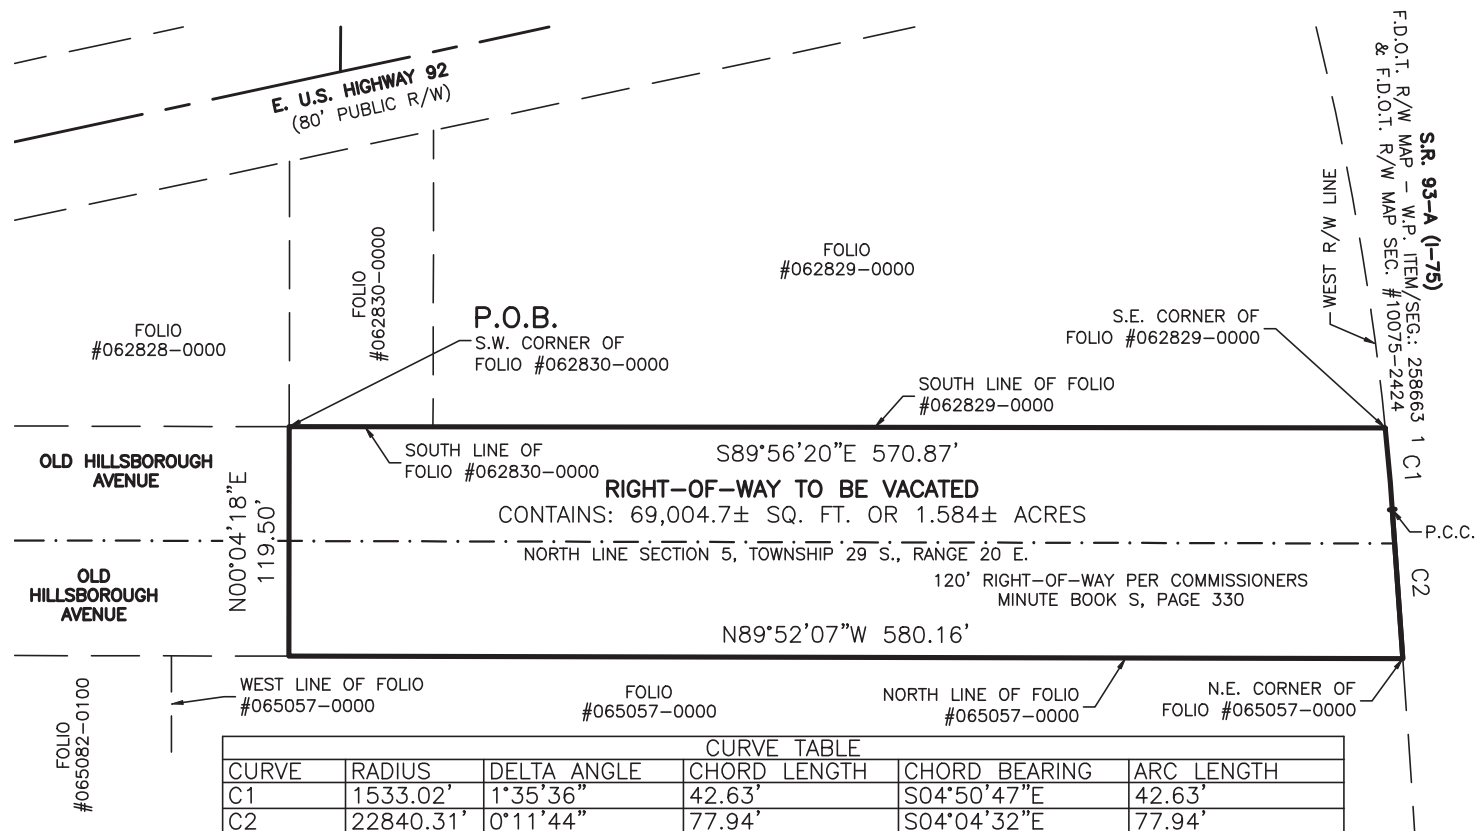 E. U.S. HIGHWAY 92
(80' PUBLIC R/W)
S.R. 93-A (I-75)
F.D.O.T. R/W MAP - W.P. ITEM/SEG.: 258663 1
& F.D.O.T. R/W MAP SEC. #10075-2424
WEST R/W LINE
FOLIO
#062828-0000
FOLIO
#062830-0000
FOLIO
#062829-0000
P.O.B.
S.W. CORNER OF
FOLIO #062830-0000
S.E. CORNER OF
FOLIO #062829-0000
SOUTH LINE OF FOLIO
#062829-0000
SOUTH LINE OF
FOLIO #062830-0000
S89°56'20"E 570.87'
OLD HILLSBOROUGH
AVENUE
N00°04'18"E
119.50'
RIGHT-OF-WAY TO BE VACATED
CONTAINS: 69,004.7± SQ. FT. OR 1.584± ACRES
C1
P.C.C.
NORTH LINE SECTION 5, TOWNSHIP 29 S., RANGE 20 E.
OLD
HILLSBOROUGH
AVENUE
120' RIGHT-OF-WAY PER COMMISSIONERS
MINUTE BOOK S, PAGE 330
C2
N89°52'07"W 580.16'
WEST LINE OF FOLIO
#065057-0000
FOLIO
#065057-0000
NORTH LINE OF FOLIO
#065057-0000
N.E. CORNER OF
FOLIO #065057-0000
FOLIO
#065082-0100
CURVE TABLE
CURVE RADIUS DELTA ANGLE CHORD LENGTH CHORD BEARING ARC LENGTH
C1 1533.02' 1°35'36" 42.63' S04°50'47"E 42.63'
C2 22840.31' 0°11'44" 77.94' S04°04'32"E 77.94'